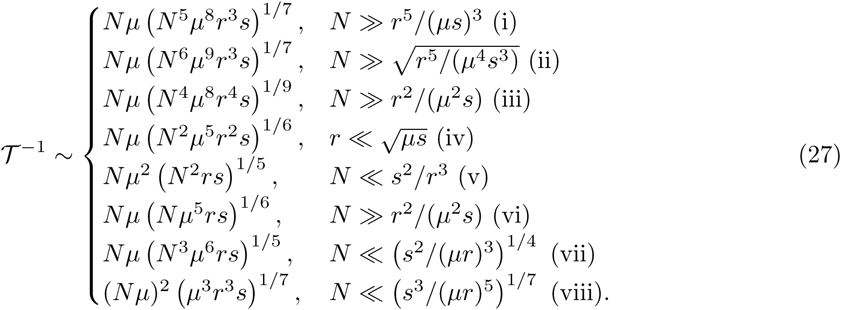 𝒯⁻¹ ∼ {
Nμ (N⁵μ⁸r³s)^{1/7}, N ≫ r⁵/(μs)³ (i)
Nμ (N⁶μ⁹r³s)^{1/7}, N ≫ √(r⁵/(μ⁴s³)) (ii)
Nμ (N⁴μ⁸r⁴s)^{1/9}, N ≫ r²/(μ²s) (iii)
Nμ (N²μ⁵r²s)^{1/6}, r ≪ √(μs) (iv)
Nμ² (N²rs)^{1/5}, N ≪ s²/r³ (v)
Nμ (Nμ⁵rs)^{1/6}, N ≫ r²/(μ²s) (vi)
Nμ (N³μ⁶rs)^{1/5}, N ≪ (s²/(μr)³)^{1/4} (vii)
(Nμ)² (μ³r³s)^{1/7}, N ≪ (s³/(μr)⁵)^{1/7} (viii).
(27)